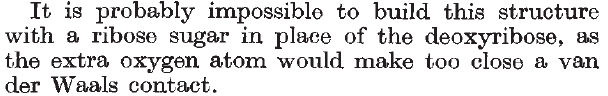 It is probably impossible to build this structure
with a ribose sugar in place of the deoxyribose, as
the extra oxygen atom would make too close a van
der Waals contact.